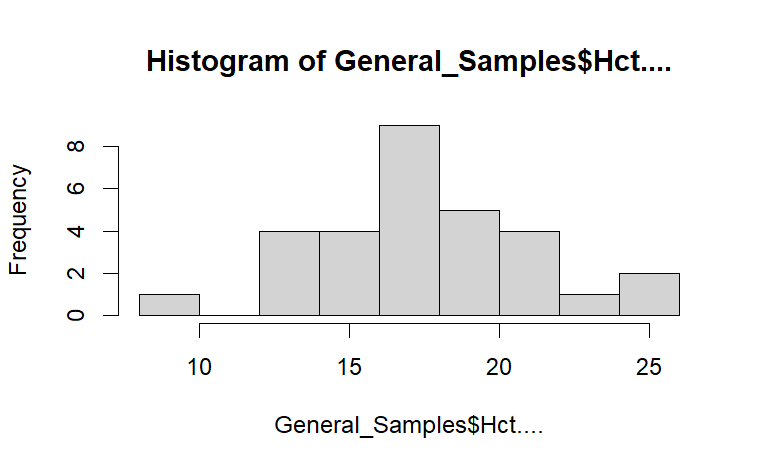 Histogram of General_Samples$Hct....
Frequency
8
6
4
2
0
10 15 20 25
General_Samples$Hct....